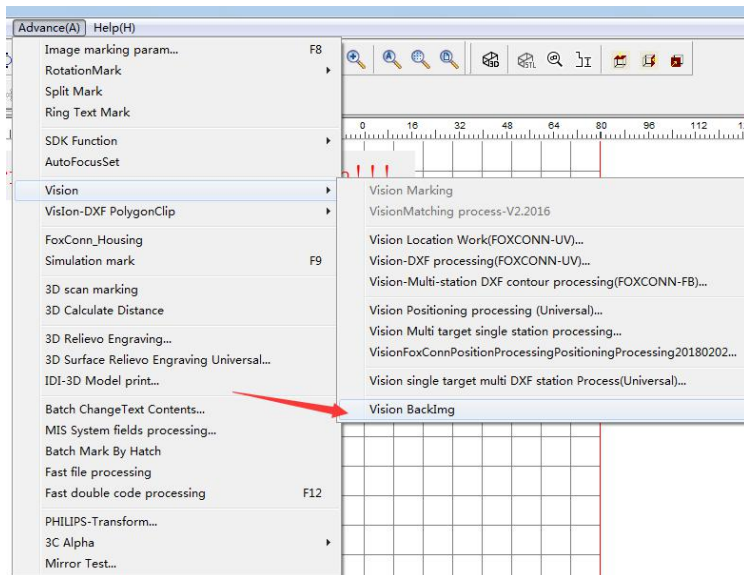 Advance(A) Help(H)
Image marking param... F8
RotationMark
Split Mark
Ring Text Mark
SDK Function
AutoFocusSet
Vision
VisIon-DXF PolygonClip
FoxConn_Housing
Simulation mark F9
3D scan marking
3D Calculate Distance
3D Relievo Engraving...
3D Surface Relievo Engraving Universal...
IDI-3D Model print...
Batch ChangeText Contents...
MIS System fields processing...
Batch Mark By Hatch
Fast file processing
Fast double code processing F12
PHILIPS-Transform...
3C Alpha
Mirror Test...
3D STL
0 16 32 48 64 80 96 112
!!!
Vision Marking
VisionMatching process-V2.2016
Vision Location Work(FOXCONN-UV)...
Vision-DXF processing(FOXCONN-UV)...
Vision-Multi-station DXF contour processing(FOXCONN-FB)...
Vision Positioning processing (Universal)...
Vision Multi target single station processing...
VisionFoxConnPositionProcessingPositioningProcessing20180202...
Vision single target multi DXF station Process(Universal)...
Vision BackImg